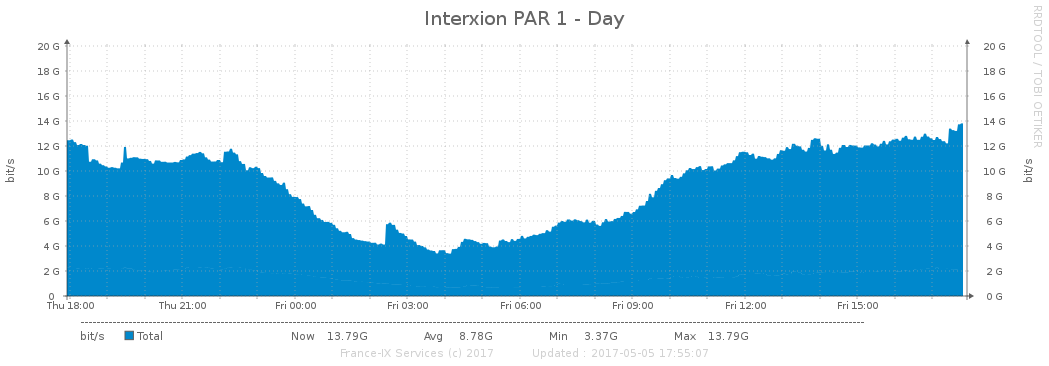 Interxion PAR 1 - Day
RRDTOOL / TOBI OETIKER
20 G 20 G
18 G 18 G
16 G 16 G
14 G 14 G
12 G 12 G
10 G 10 G
8 G 8 G
6 G 6 G
4 G 4 G
2 G 2 G
0 0 G
bit/s
bit/s
Thu 18:00 Thu 21:00 Fri 00:00 Fri 03:00 Fri 06:00 Fri 09:00 Fri 12:00 Fri 15:00
bit/s Total Now 13.79G Avg 8.78G Min 3.37G Max 13.79G
France-IX Services (c) 2017 Updated : 2017-05-05 17:55:07